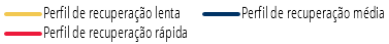 Perfil de recuperação lenta Perfil de recuperação média
Perfil de recuperação rápida